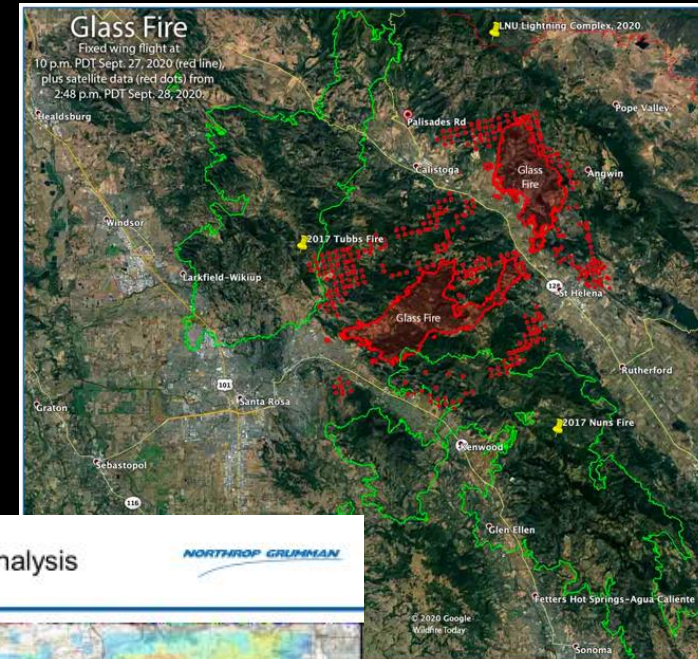 Glass Fire
Fixed wing flight at
10 p.m. PDT Sept. 27, 2020 (red line),
plus satellite data (red dots) from
2:48 p.m. PDT Sept. 28, 2020.
LNU Lightning Complex, 2020
Healdsburg
Palisades Rd
Pope Valley
Calistoga
Glass
Fire
Angwin
Windsor
2017 Tubbs Fire
Larkfield-Wikiup
128
St Helena
Glass Fire
Rutherford
101
Santa Rosa
Graton
2017 Nuns Fire
Kenwood
Sebastopol
116
Glen Ellen
nalysis
NORTHROP GRUMMAN
Fetters Hot Springs-Agua Caliente
© 2020 Google
Wildfire Today
Sonoma